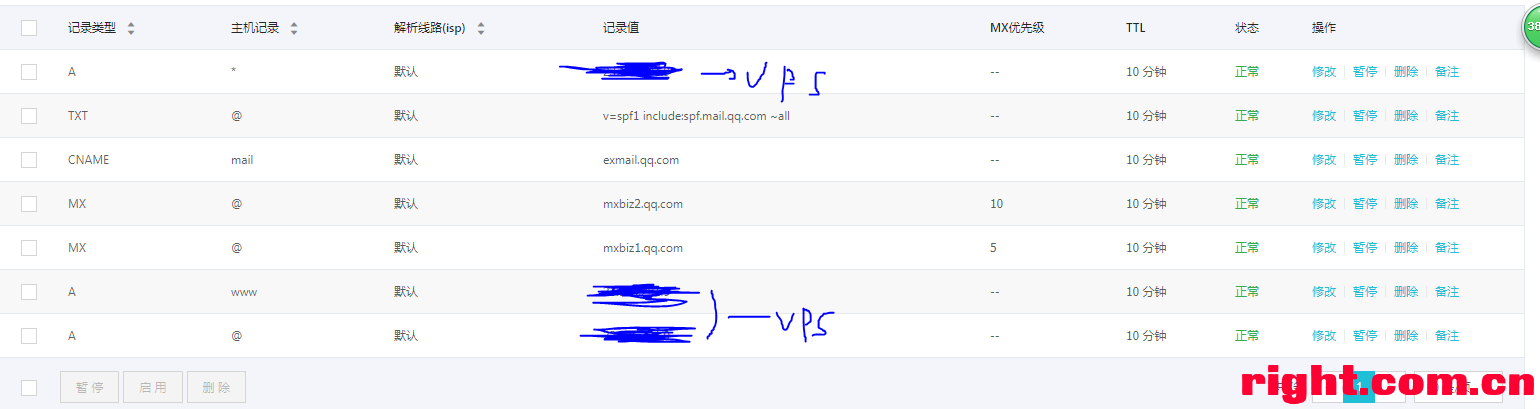 记录类型 主机记录 解析线路(isp) 记录值 MX优先级 TTL 状态 操作
38
A * 默认 → VPS -- 10 分钟 正常 修改 暂停 删除 备注
TXT @ 默认 v=spf1 include:spf.mail.qq.com ~all -- 10 分钟 正常 修改 暂停 删除 备注
CNAME mail 默认 exmail.qq.com -- 10 分钟 正常 修改 暂停 删除 备注
MX @ 默认 mxbiz2.qq.com 10 10 分钟 正常 修改 暂停 删除 备注
MX @ 默认 mxbiz1.qq.com 5 10 分钟 正常 修改 暂停 删除 备注
A www 默认 -- 10 分钟 正常 修改 暂停 删除 备注
VPS
A @ 默认 -- 10 分钟 正常 修改 暂停 删除 备注
暂停 启用 删除 1
right.com.cn